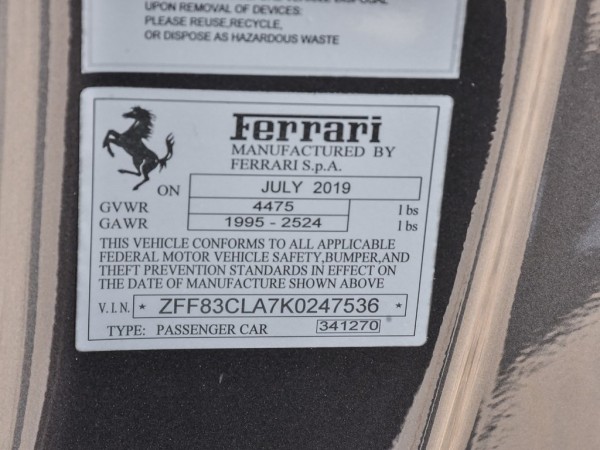 UPON REMOVAL OF DEVICES:
PLEASE REUSE,RECYCLE,
OR DISPOSE AS HAZARDOUS WASTE
Ferrari
MANUFACTURED BY
FERRARI S.p.A.
ON JULY 2019
GVWR 4475 lbs
GAWR 1995 - 2524 lbs
THIS VEHICLE CONFORMS TO ALL APPLICABLE
FEDERAL MOTOR VEHICLE SAFETY,BUMPER,AND
THEFT PREVENTION STANDARDS IN EFFECT ON
THE DATE OF MANUFACTURE SHOWN ABOVE
V.I.N. * ZFF83CLA7K0247536 *
TYPE: PASSENGER CAR 341270